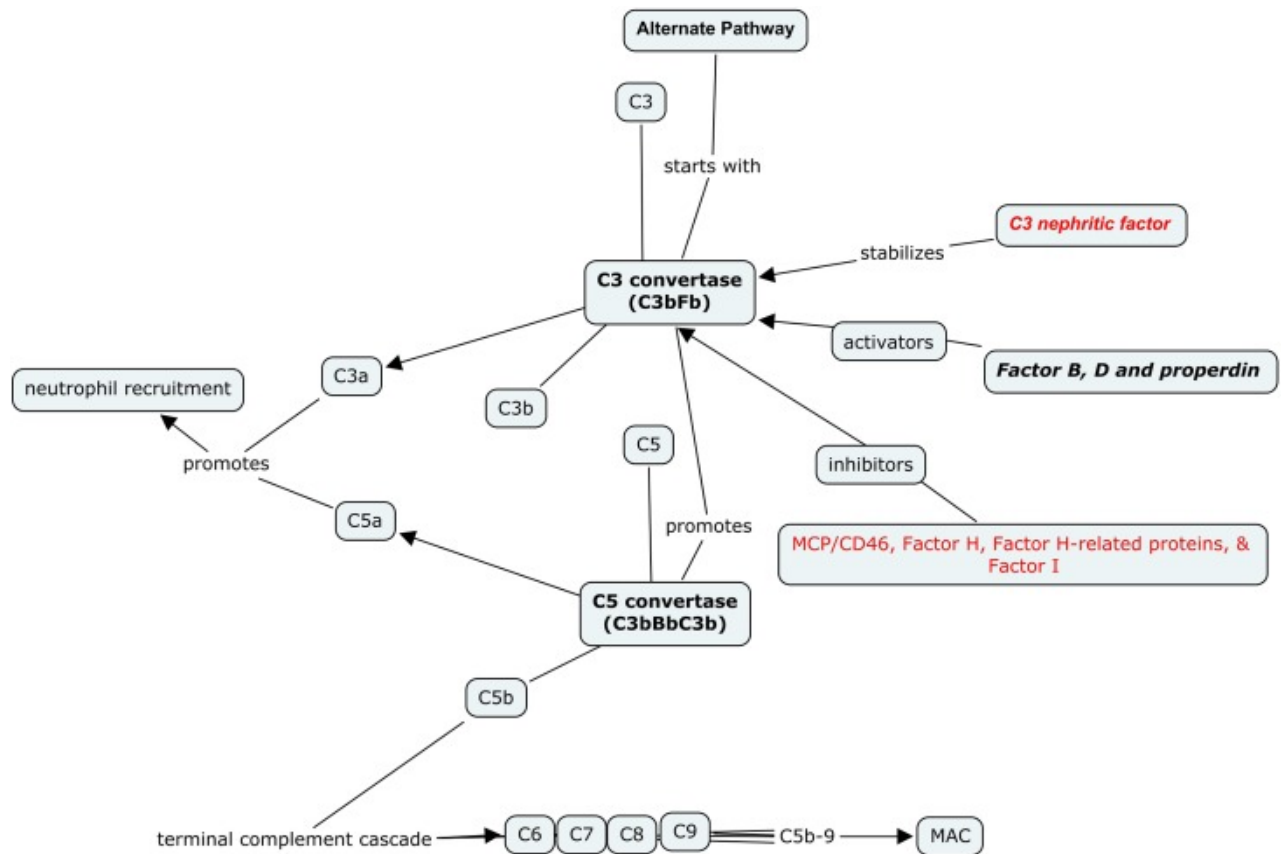 Alternate Pathway
C3
starts with
C3 nephritic factor
stabilizes
C3 convertase
(C3bFb)
activators
Factor B, D and properdin
neutrophil recruitment
C3a
C3b
C5
inhibitors
promotes
C5a
promotes
MCP/CD46, Factor H, Factor H-related proteins, &
Factor I
C5 convertase
(C3bBbC3b)
C5b
terminal complement cascade
C6
C7
C8
C9
C5b-9
MAC